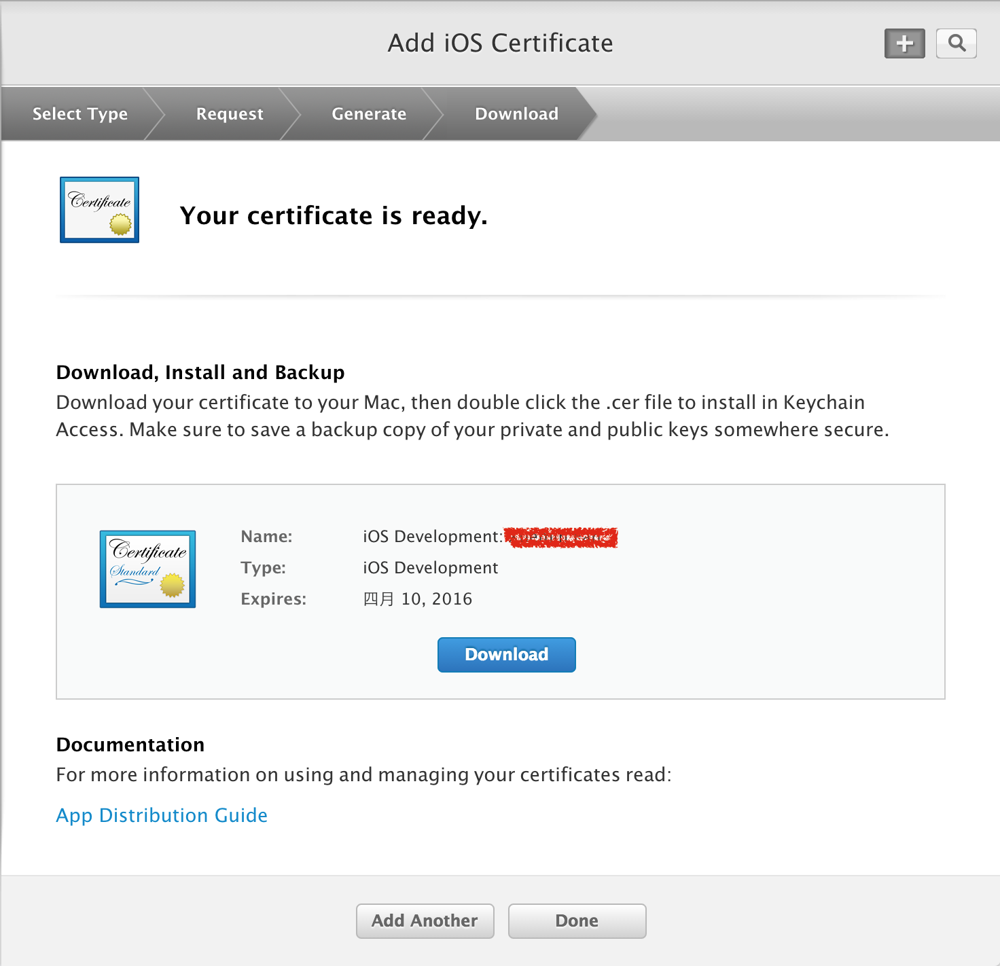 Add iOS Certificate
Select Type
Request
Generate
Download
Certificate
Your certificate is ready.
Download, Install and Backup
Download your certificate to your Mac, then double click the .cer file to install in Keychain
Access. Make sure to save a backup copy of your private and public keys somewhere secure.
Certificate
Standard
Name: iOS Development:
Type: iOS Development
Expires: 四月 10, 2016
Download
Documentation
For more information on using and managing your certificates read:
App Distribution Guide
Add Another
Done